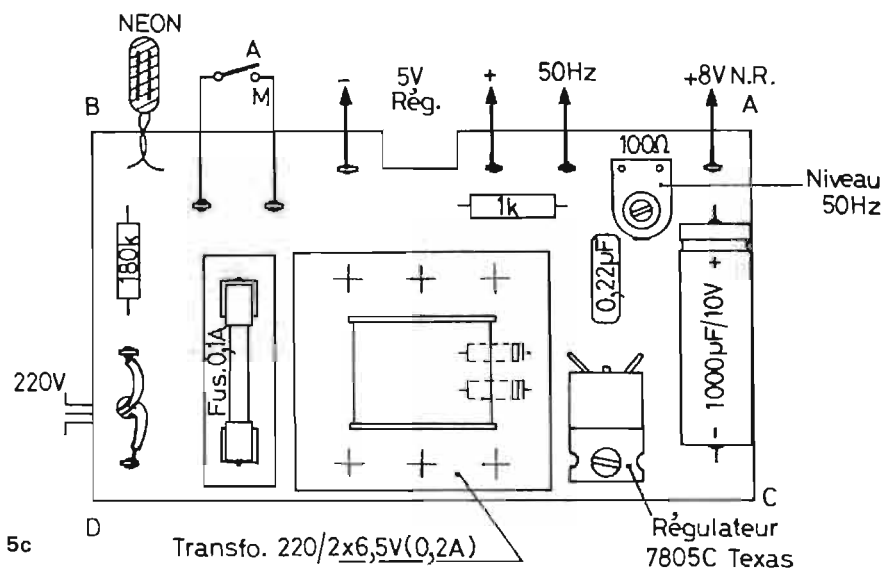 NEON
A
M
B
-
5V
Rég.
+
50Hz
+8V N.R.
A
100Ω
Niveau
50Hz
1k
180k
0,22µF
+
1000µF/10V
-
Fus. 0,1A
220V
C
D
5c
Transfo. 220/2x6,5V(0,2A)
Régulateur
7805C Texas